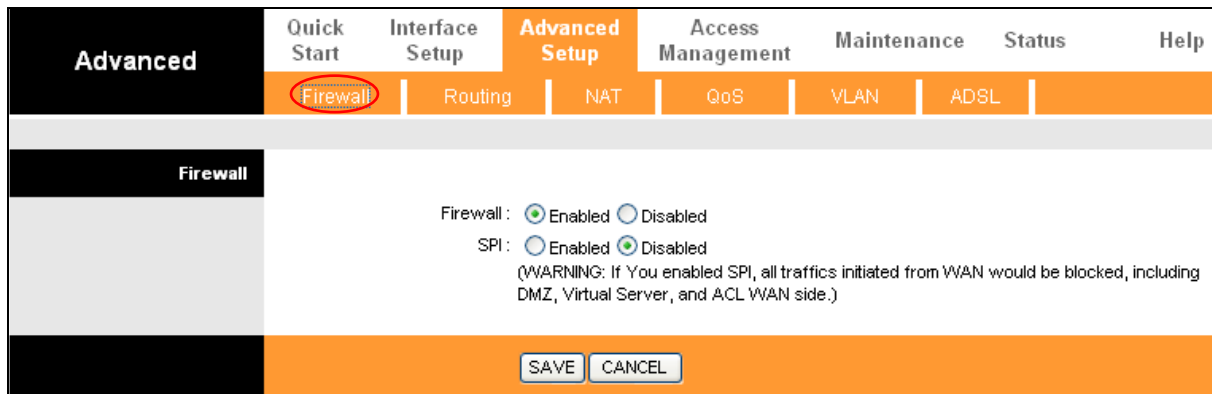 Advanced
Quick Start
Interface Setup
Advanced Setup
Access Management
Maintenance
Status
Help
Firewall
Routing
NAT
QoS
VLAN
ADSL
Firewall
Firewall : Enabled Disabled
SPI : Enabled Disabled
(WARNING: If You enabled SPI, all traffics initiated from WAN would be blocked, including
DMZ, Virtual Server, and ACL WAN side.)
SAVE CANCEL